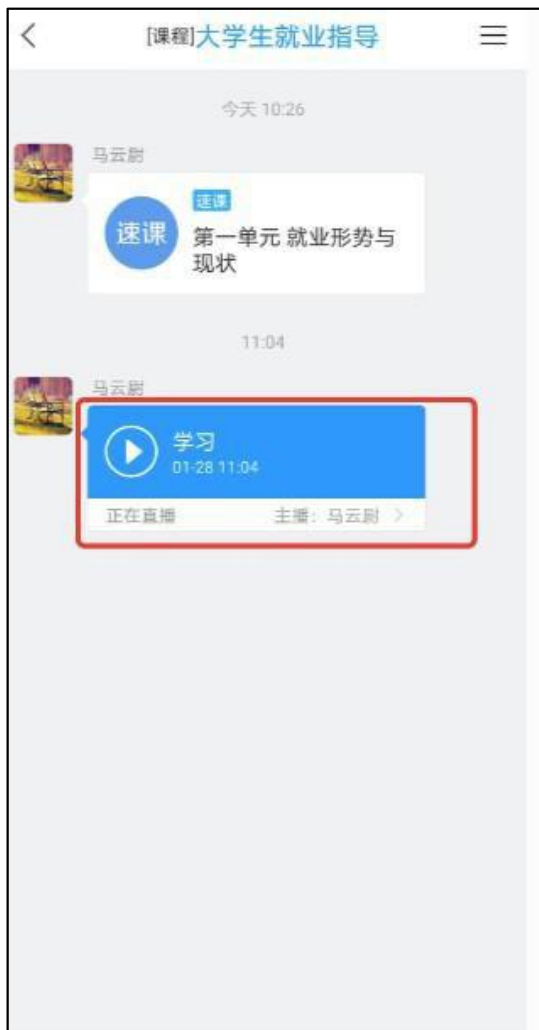 [课程]大学生就业指导
今天 10:26
马云尉
速课
速课
第一单元 就业形势与
现状
11:04
马云尉
学习
01-28 11:04
正在直播 主播：马云尉